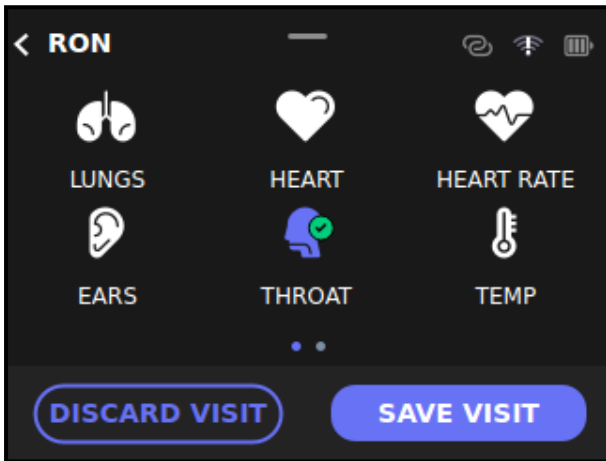 RON
LUNGS HEART HEART RATE
EARS THROAT TEMP
DISCARD VISIT SAVE VISIT